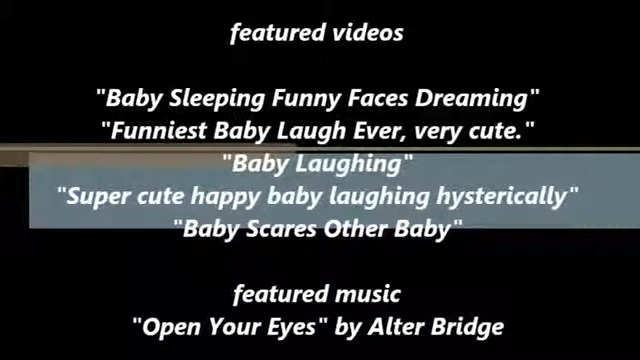 featured videos
"Baby Sleeping Funny Faces Dreaming"
"Funniest Baby Laugh Ever, very cute."
"Baby Laughing"
"Super cute happy baby laughing hysterically"
"Baby Scares Other Baby"
featured music
"Open Your Eyes" by Alter Bridge